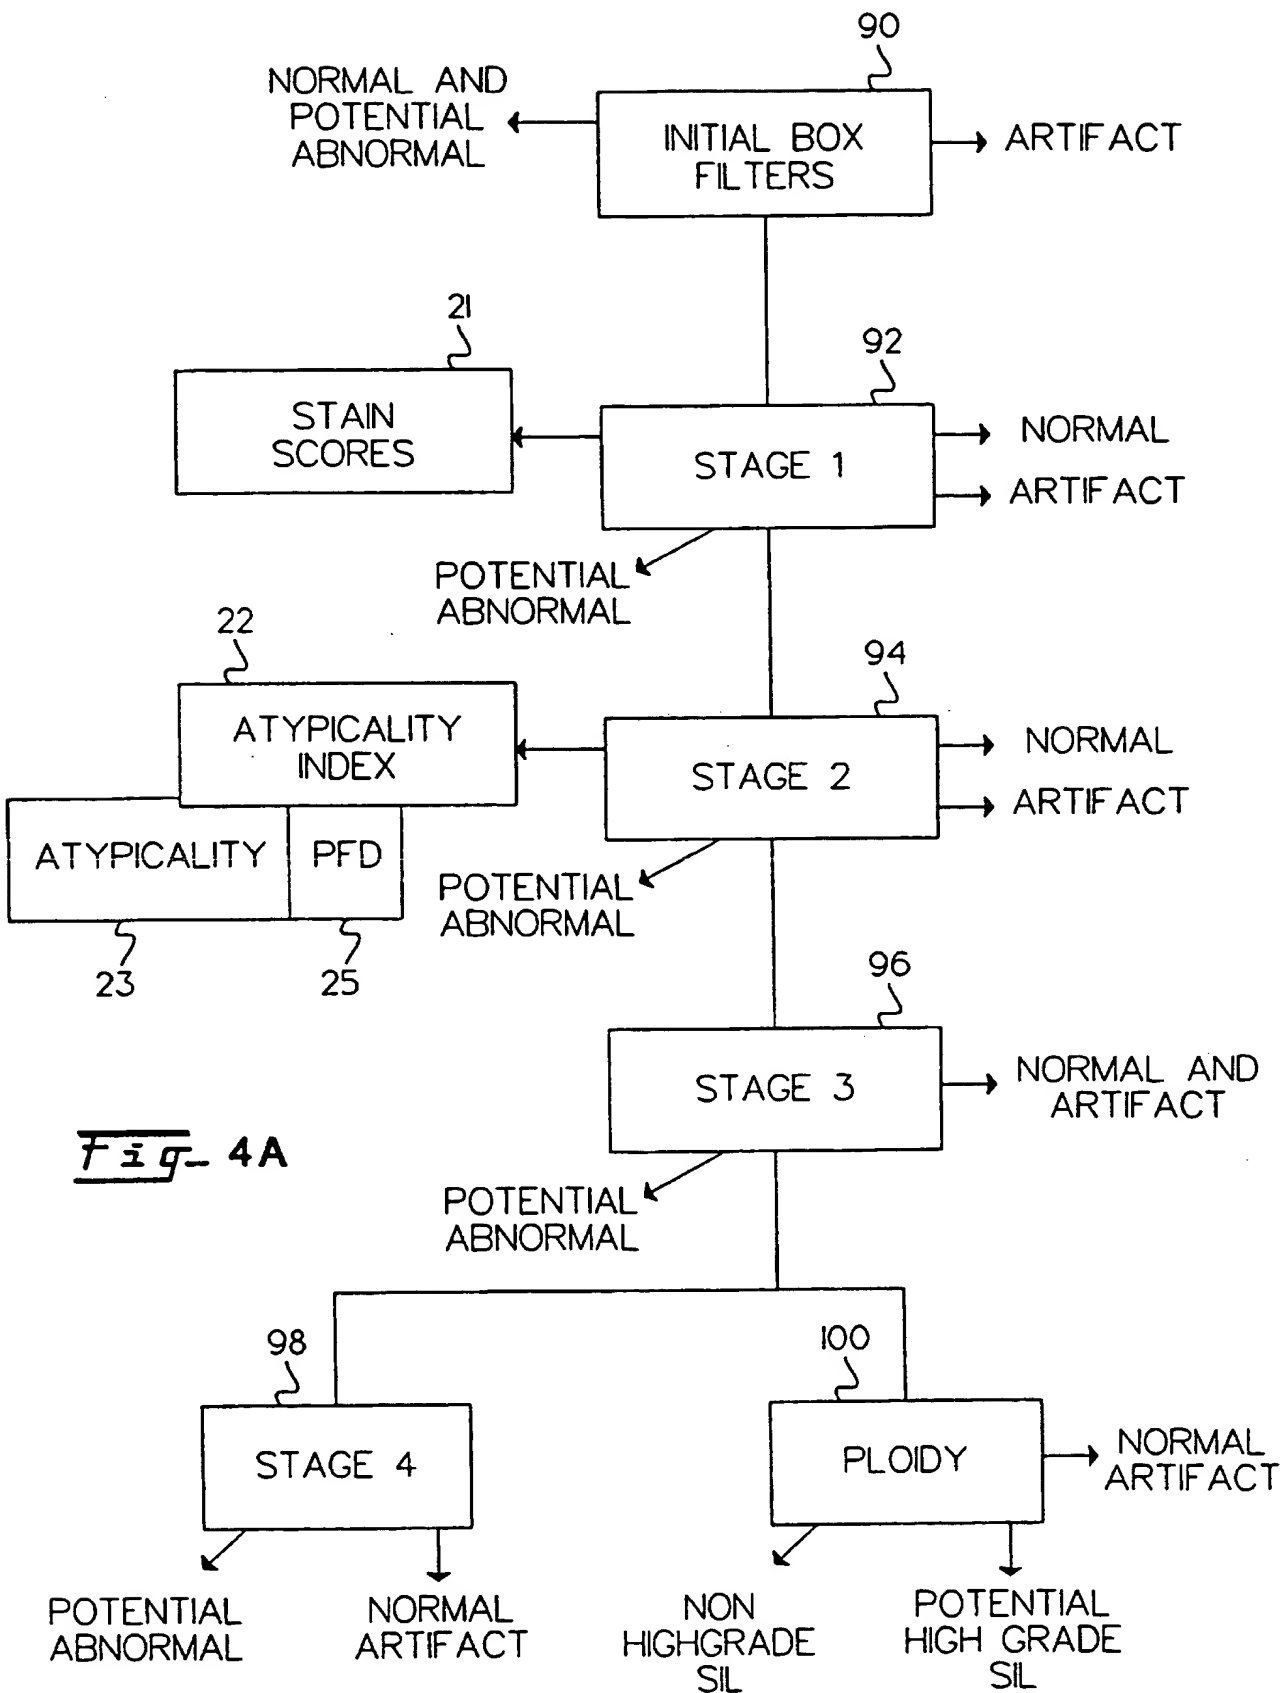 90
NORMAL AND
POTENTIAL
ABNORMAL
INITIAL BOX
FILTERS
ARTIFACT
21
STAIN
SCORES
92
STAGE 1
NORMAL
ARTIFACT
POTENTIAL
ABNORMAL
22
ATYPICALITY
INDEX
94
STAGE 2
NORMAL
ARTIFACT
ATYPICALITY
PFD
23
25
POTENTIAL
ABNORMAL
96
STAGE 3
NORMAL AND
ARTIFACT
Fig- 4A
POTENTIAL
ABNORMAL
98
STAGE 4
100
PLOIDY
NORMAL
ARTIFACT
POTENTIAL
ABNORMAL
NORMAL
ARTIFACT
NON
HIGHGRADE
SIL
POTENTIAL
HIGH GRADE
SIL